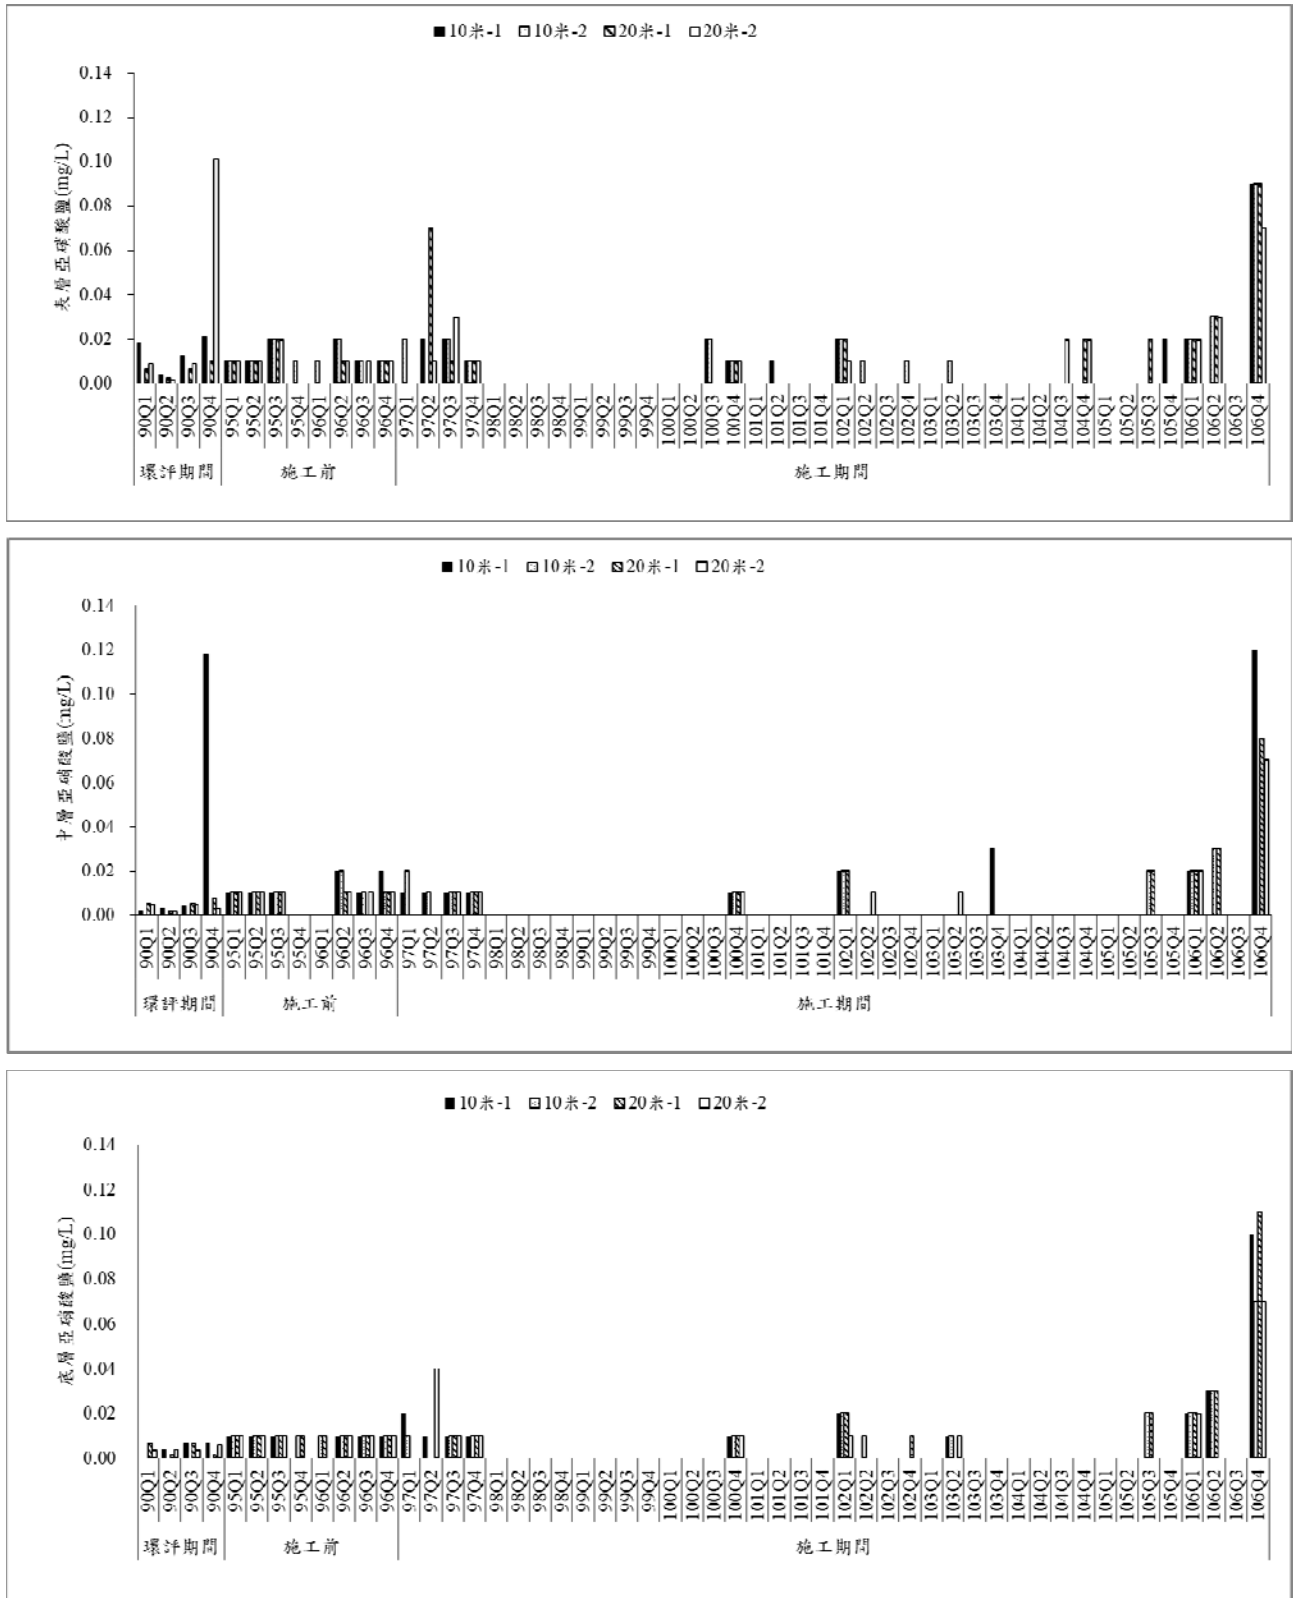 10米-1 10米-2 20米-1 20米-2
表層亞硝酸鹽(mg/L)
0.14
0.12
0.10
0.08
0.06
0.04
0.02
0.00
90Q1 90Q2 90Q3 90Q4 95Q1 95Q2 95Q3 95Q4 96Q1 96Q2 96Q3 96Q4 97Q1 97Q2 97Q3 97Q4 98Q1 98Q2 98Q3 98Q4 99Q1 99Q2 99Q3 99Q4 100Q1 100Q2 100Q3 100Q4 101Q1 101Q2 101Q3 101Q4 102Q1 102Q2 102Q3 102Q4 103Q1 103Q2 103Q3 103Q4 104Q1 104Q2 104Q3 104Q4 105Q1 105Q2 105Q3 105Q4 106Q1 106Q2 106Q3 106Q4
環評期間 施工前 施工期間
10米-1 10米-2 20米-1 20米-2
中層亞硝酸鹽(mg/L)
0.14
0.12
0.10
0.08
0.06
0.04
0.02
0.00
90Q1 90Q2 90Q3 90Q4 95Q1 95Q2 95Q3 95Q4 96Q1 96Q2 96Q3 96Q4 97Q1 97Q2 97Q3 97Q4 98Q1 98Q2 98Q3 98Q4 99Q1 99Q2 99Q3 99Q4 100Q1 100Q2 100Q3 100Q4 101Q1 101Q2 101Q3 101Q4 102Q1 102Q2 102Q3 102Q4 103Q1 103Q2 103Q3 103Q4 104Q1 104Q2 104Q3 104Q4 105Q1 105Q2 105Q3 105Q4 106Q1 106Q2 106Q3 106Q4
環評期間 施工前 施工期間
10米-1 10米-2 20米-1 20米-2
底層亞硝酸鹽(mg/L)
0.14
0.12
0.10
0.08
0.06
0.04
0.02
0.00
90Q1 90Q2 90Q3 90Q4 95Q1 95Q2 95Q3 95Q4 96Q1 96Q2 96Q3 96Q4 97Q1 97Q2 97Q3 97Q4 98Q1 98Q2 98Q3 98Q4 99Q1 99Q2 99Q3 99Q4 100Q1 100Q2 100Q3 100Q4 101Q1 101Q2 101Q3 101Q4 102Q1 102Q2 102Q3 102Q4 103Q1 103Q2 103Q3 103Q4 104Q1 104Q2 104Q3 104Q4 105Q1 105Q2 105Q3 105Q4 106Q1 106Q2 106Q3 106Q4
環評期間 施工前 施工期間